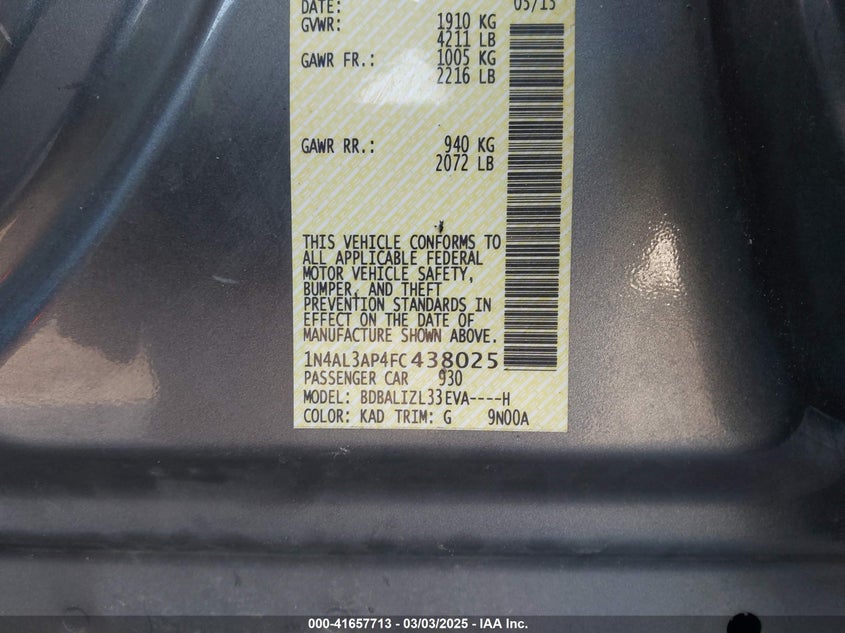 DATE: 05/15
GVWR: 1910 KG
4211 LB
GAWR FR.: 1005 KG
2216 LB
GAWR RR.: 940 KG
2072 LB
THIS VEHICLE CONFORMS TO
ALL APPLICABLE FEDERAL
MOTOR VEHICLE SAFETY,
BUMPER, AND THEFT
PREVENTION STANDARDS IN
EFFECT ON THE DATE OF
MANUFACTURE SHOWN ABOVE.
1N4AL3AP4FC438025
PASSENGER CAR 930
MODEL: BDBALIZL33EVA----H
COLOR: KAD TRIM: G 9N00A
000-41657713 - 03/03/2025 - IAA Inc.